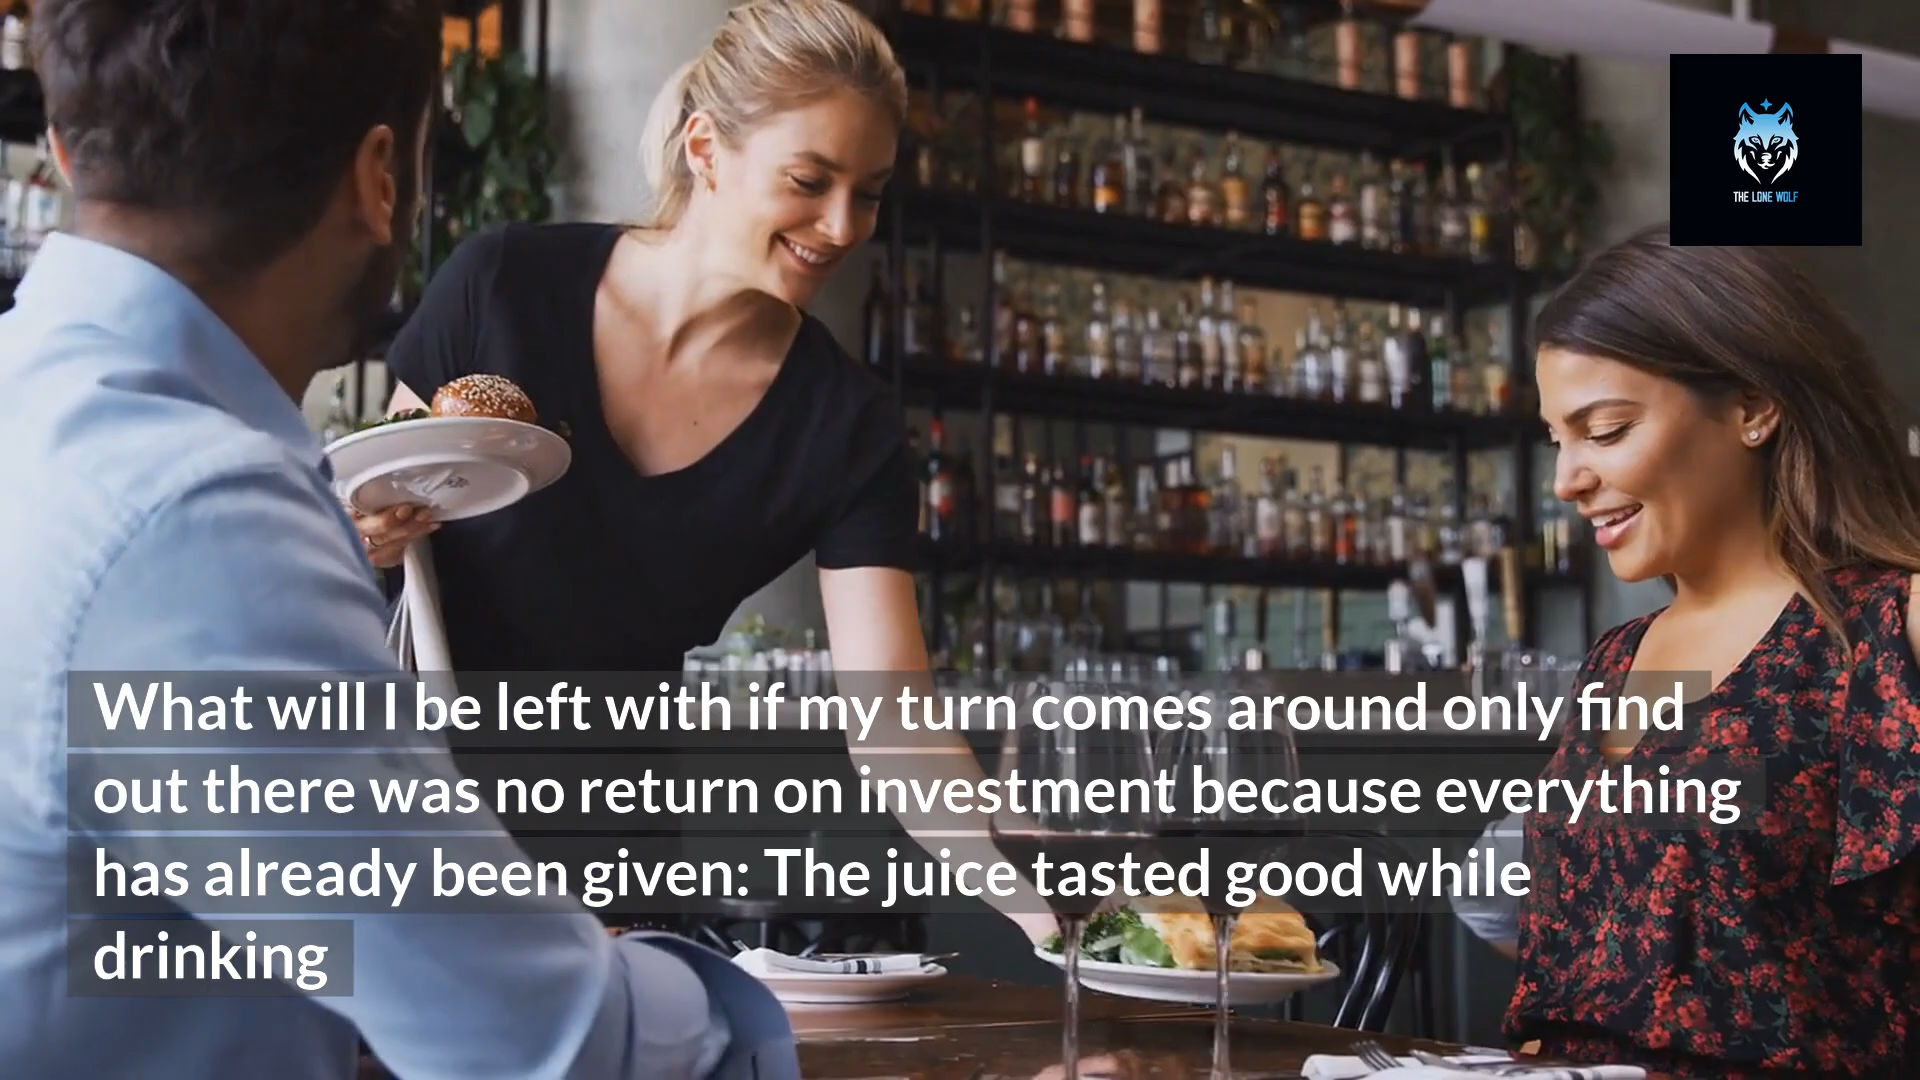 THE LONE WOLF
What will I be left with if my turn comes around only find
out there was no return on investment because everything
has already been given: The juice tasted good while
drinking